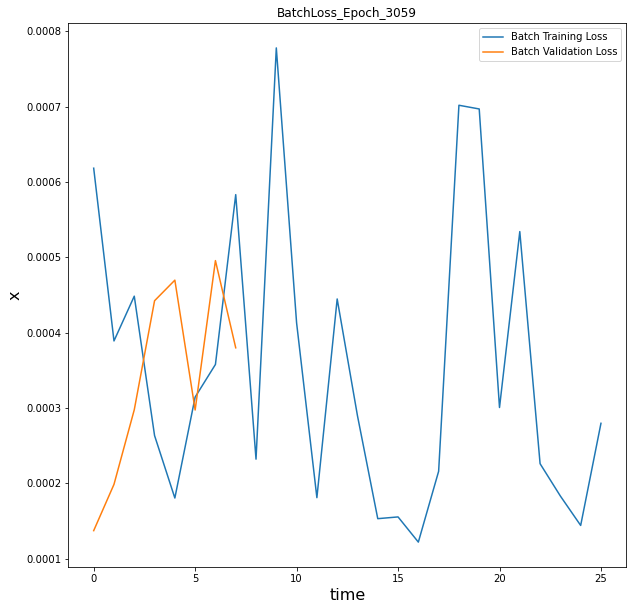 BatchLoss_Epoch_3059
Batch Training Loss
Batch Validation Loss
0.0008
0.0007
0.0006
0.0005
0.0004
0.0003
0.0002
0.0001
x
0 5 10 15 20 25
time